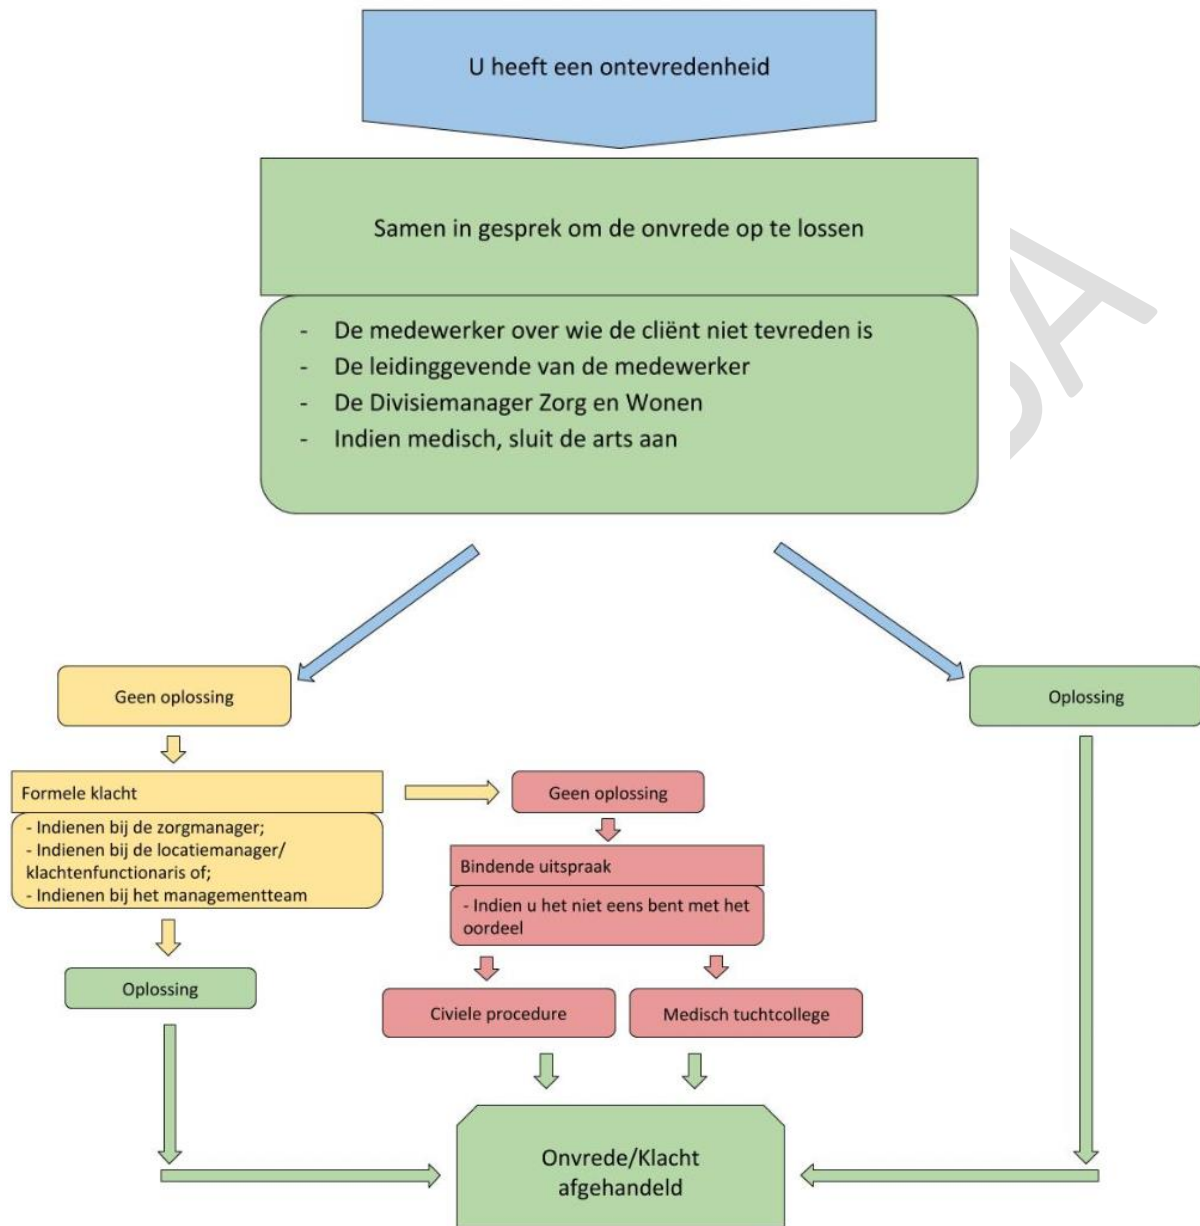 U heeft een ontevredenheid
Samen in gesprek om de onvrede op te lossen
- De medewerker over wie de cliënt niet tevreden is
- De leidinggevende van de medewerker
- De Divisiemanager Zorg en Wonen
- Indien medisch, sluit de arts aan
Geen oplossing
Oplossing
Formele klacht
- Indienen bij de zorgmanager;
- Indienen bij de locatiemanager/
klachtenfunctionaris of;
- Indienen bij het managementteam
Geen oplossing
Bindende uitspraak
- Indien u het niet eens bent met het
oordeel
Oplossing
Civiele procedure
Medisch tuchtcollege
Onvrede/Klacht
afgehandeld